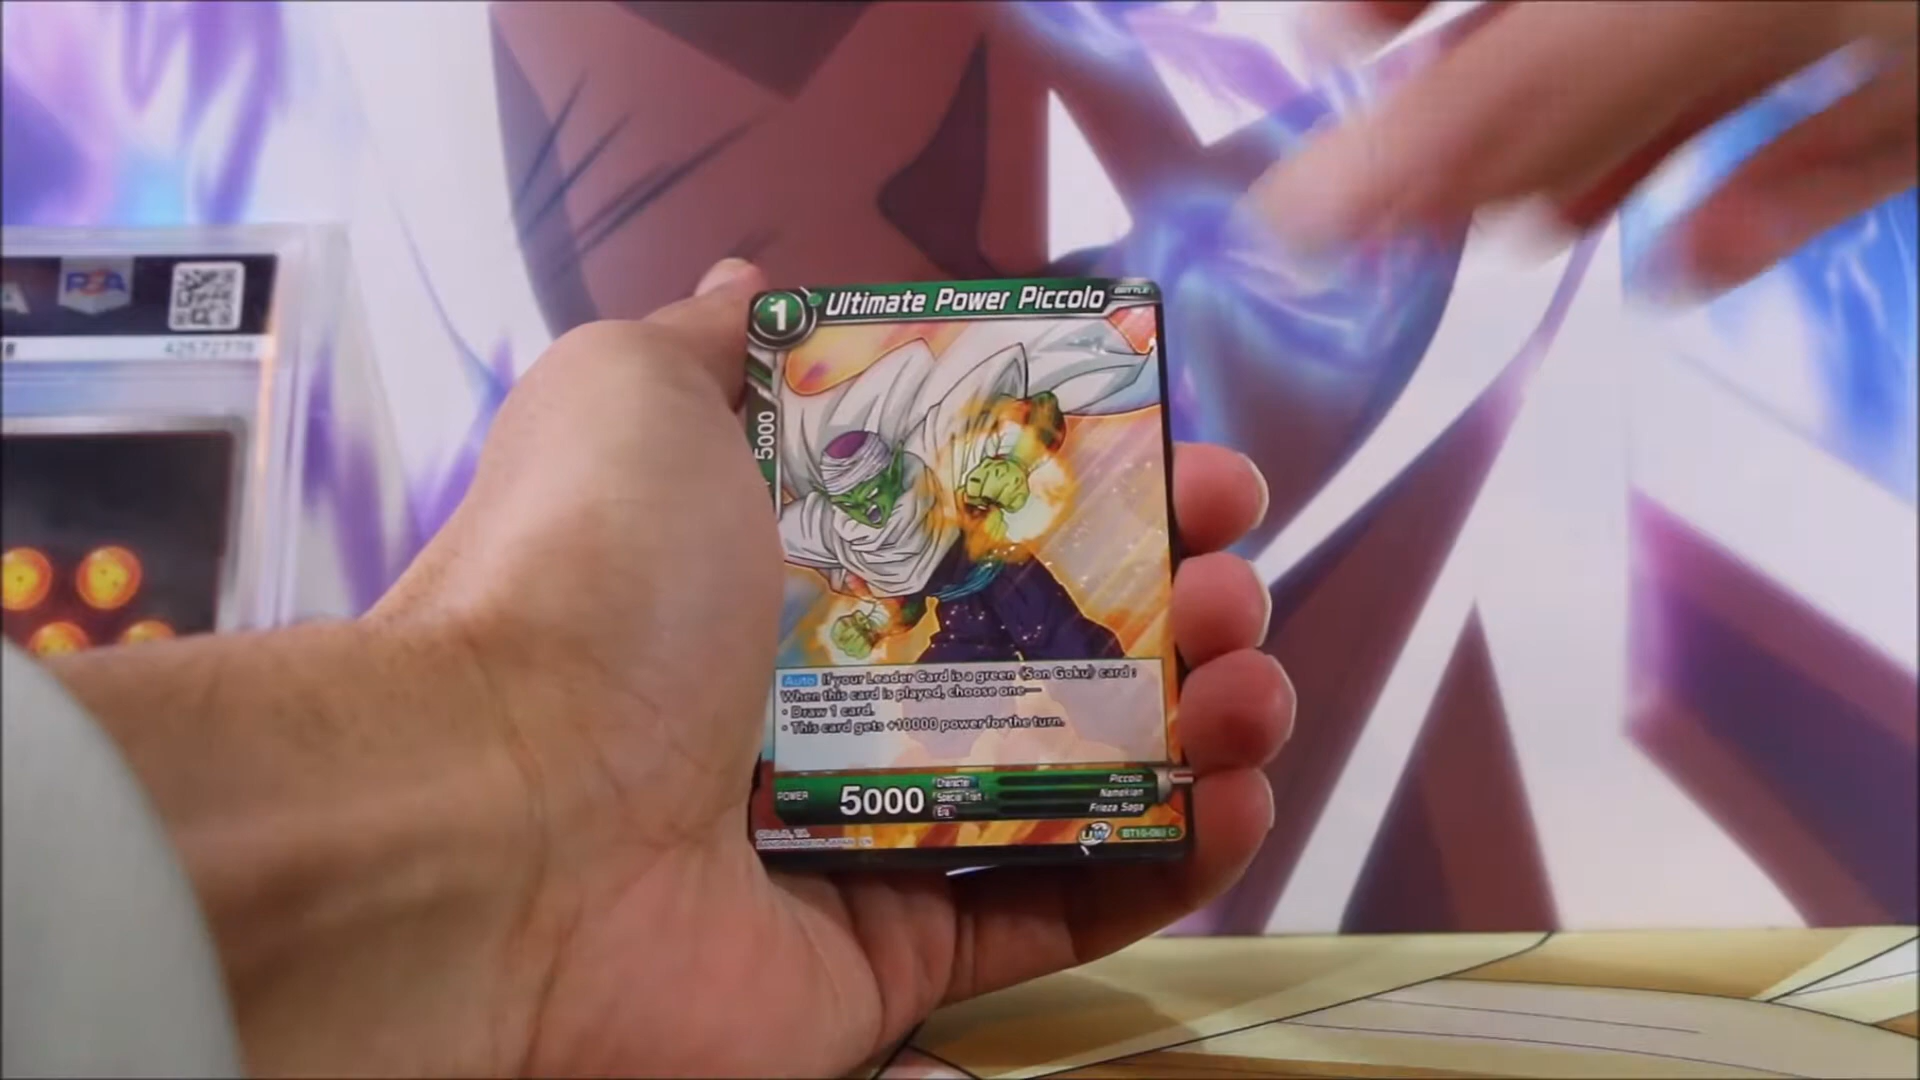 PSA
42672778
1
Ultimate Power Piccolo
BATTLE
5000
Auto If your Leader Card is a green 《Son Goku》 card :
When this card is played, choose one—
• Draw 1 card.
• This card gets +10000 power for the turn.
POWER
5000
Character
Piccolo
Special Trait
Namekian
Era
Frieza Saga
UW